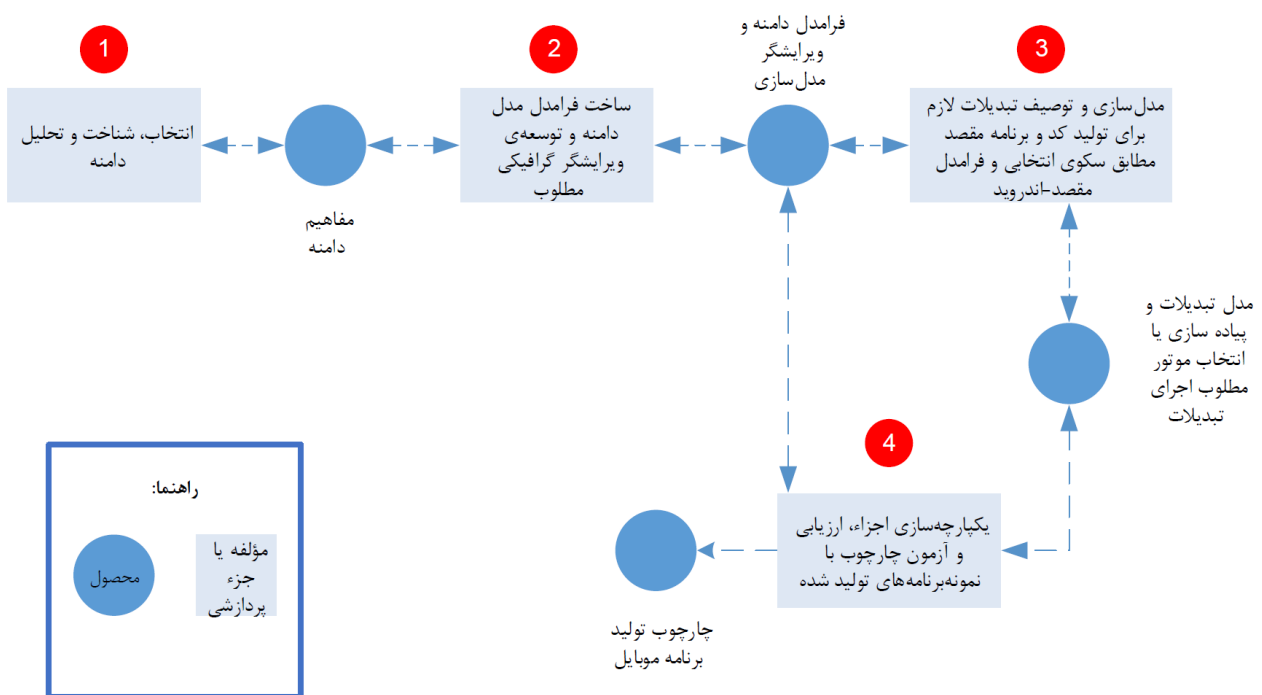 1
انتخاب، شناخت و تحلیل
دامنه
مفاهیم
دامنه
2
ساخت فرامدل مدل
دامنه و توسعه‌ی
ویرایشگر گرافیکی
مطلوب
فرامدل دامنه و
ویرایشگر
مدل‌سازی
3
مدل‌سازی و توصیف تبدیلات لازم
برای تولید کد و برنامه مقصد
مطابق سکوی انتخابی و فرامدل
مقصد-اندروید
مدل تبدیلات و
پیاده سازی یا
انتخاب موتور
مطلوب اجرای
تبدیلات
4
یکپارچه‌سازی اجزاء، ارزیابی
و آزمون چارچوب با
نمونه‌برنامه‌های تولید شده
چارچوب تولید
برنامه موبایل
راهنما:
مؤلفه یا
جزء
پردازشی
محصول